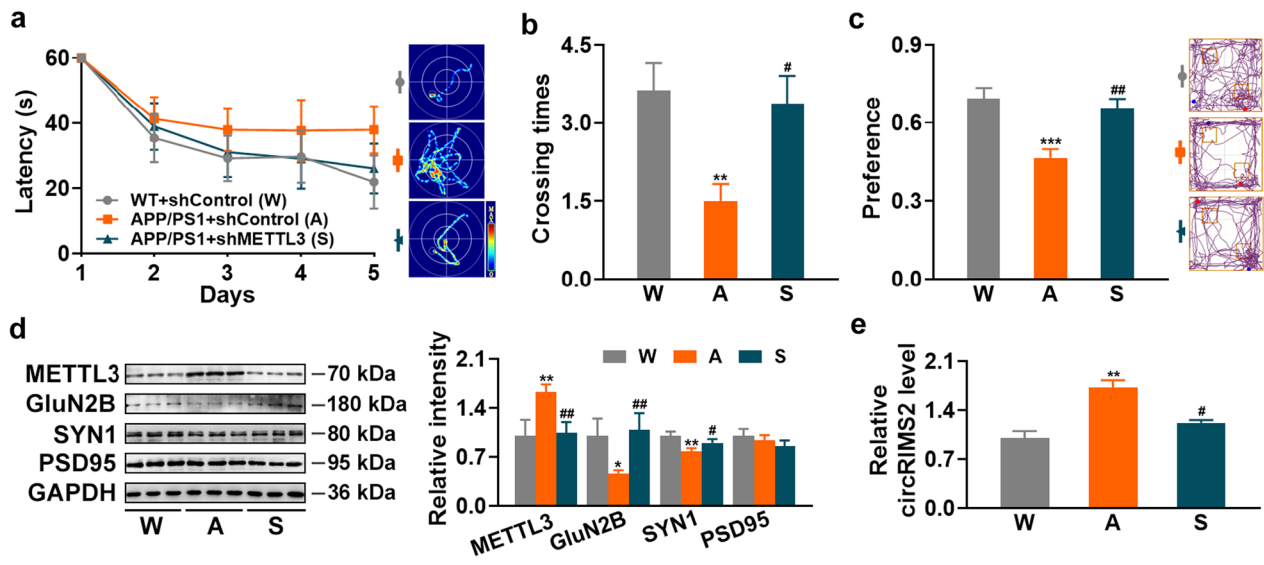 a
Latency (s)
60
40
20
0
1 2 3 4 5
Days
WT+shControl (W)
APP/PS1+shControl (A)
APP/PS1+shMETTL3 (S)
MAX
0
b
Crossing times
4.5
3.0
1.5
0.0
**
#
W A S
c
Preference
0.9
0.6
0.3
0.0
***
##
W A S
d
METTL3 70 kDa
GluN2B 180 kDa
SYN1 80 kDa
PSD95 95 kDa
GAPDH 36 kDa
W A S
Relative intensity
2.1
1.4
0.7
0.0
W A S
** ## * ## ** #
METTL3 GluN2B SYN1 PSD95
e
Relative
circRIMS2 level
2.1
1.4
0.7
0.0
**
#
W A S